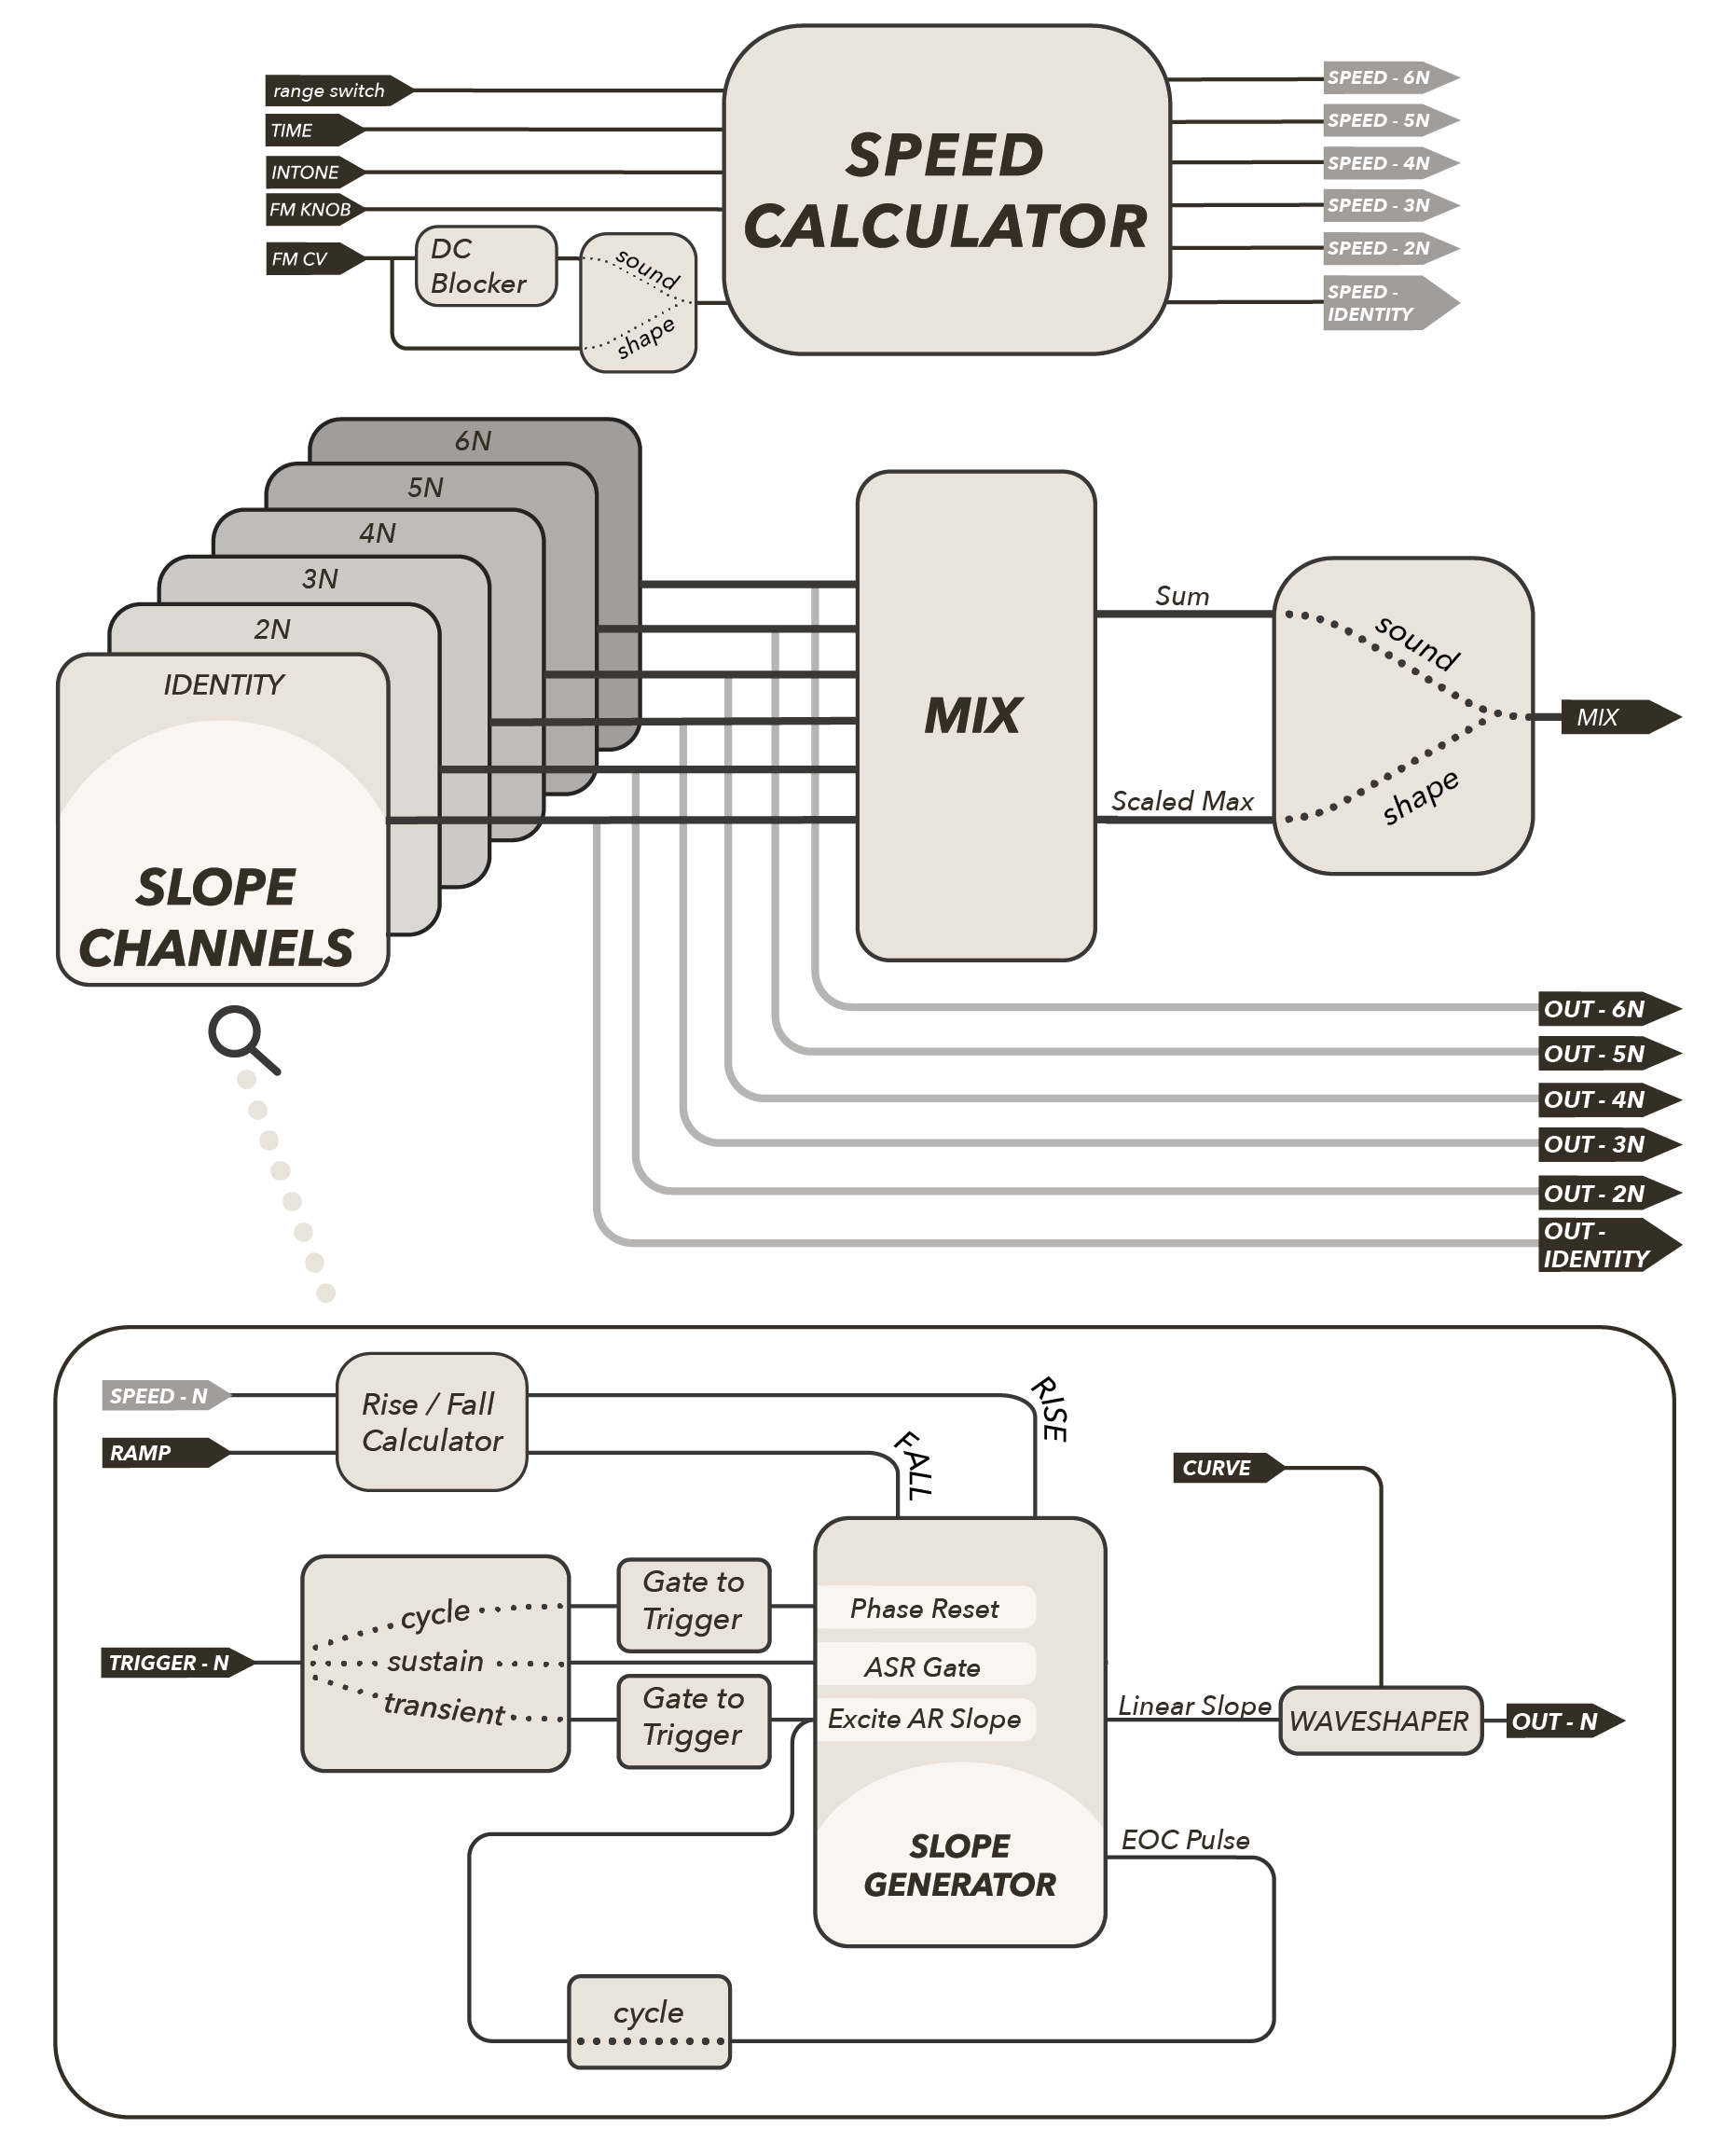 range switch
TIME
INTONE
FM KNOB
FM CV
DC
Blocker
sound
shape
SPEED
CALCULATOR
SPEED - 6N
SPEED - 5N
SPEED - 4N
SPEED - 3N
SPEED - 2N
SPEED -
IDENTITY
6N
5N
4N
3N
2N
IDENTITY
SLOPE
CHANNELS
MIX
Sum
Scaled Max
sound
shape
MIX
OUT - 6N
OUT - 5N
OUT - 4N
OUT - 3N
OUT - 2N
OUT -
IDENTITY
SPEED - N
RAMP
Rise / Fall
Calculator
RISE
FALL
CURVE
TRIGGER - N
cycle
sustain
transient
Gate to
Trigger
Gate to
Trigger
Phase Reset
ASR Gate
Excite AR Slope
SLOPE
GENERATOR
Linear Slope
WAVESHAPER
OUT - N
EOC Pulse
cycle